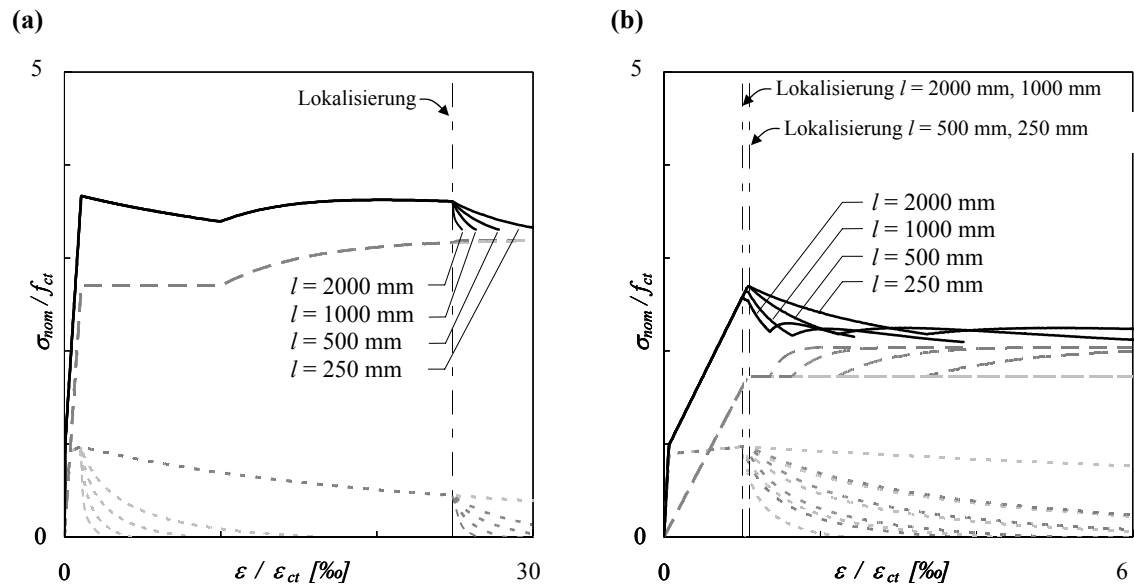 (a)
5
Lokalisierung
σnom / fct
l = 2000 mm
l = 1000 mm
l = 500 mm
l = 250 mm
0
0
ε / εct [‰]
30
(b)
5
Lokalisierung l = 2000 mm, 1000 mm
Lokalisierung l = 500 mm, 250 mm
l = 2000 mm
l = 1000 mm
l = 500 mm
l = 250 mm
σnom / fct
0
0
ε / εct [‰]
6